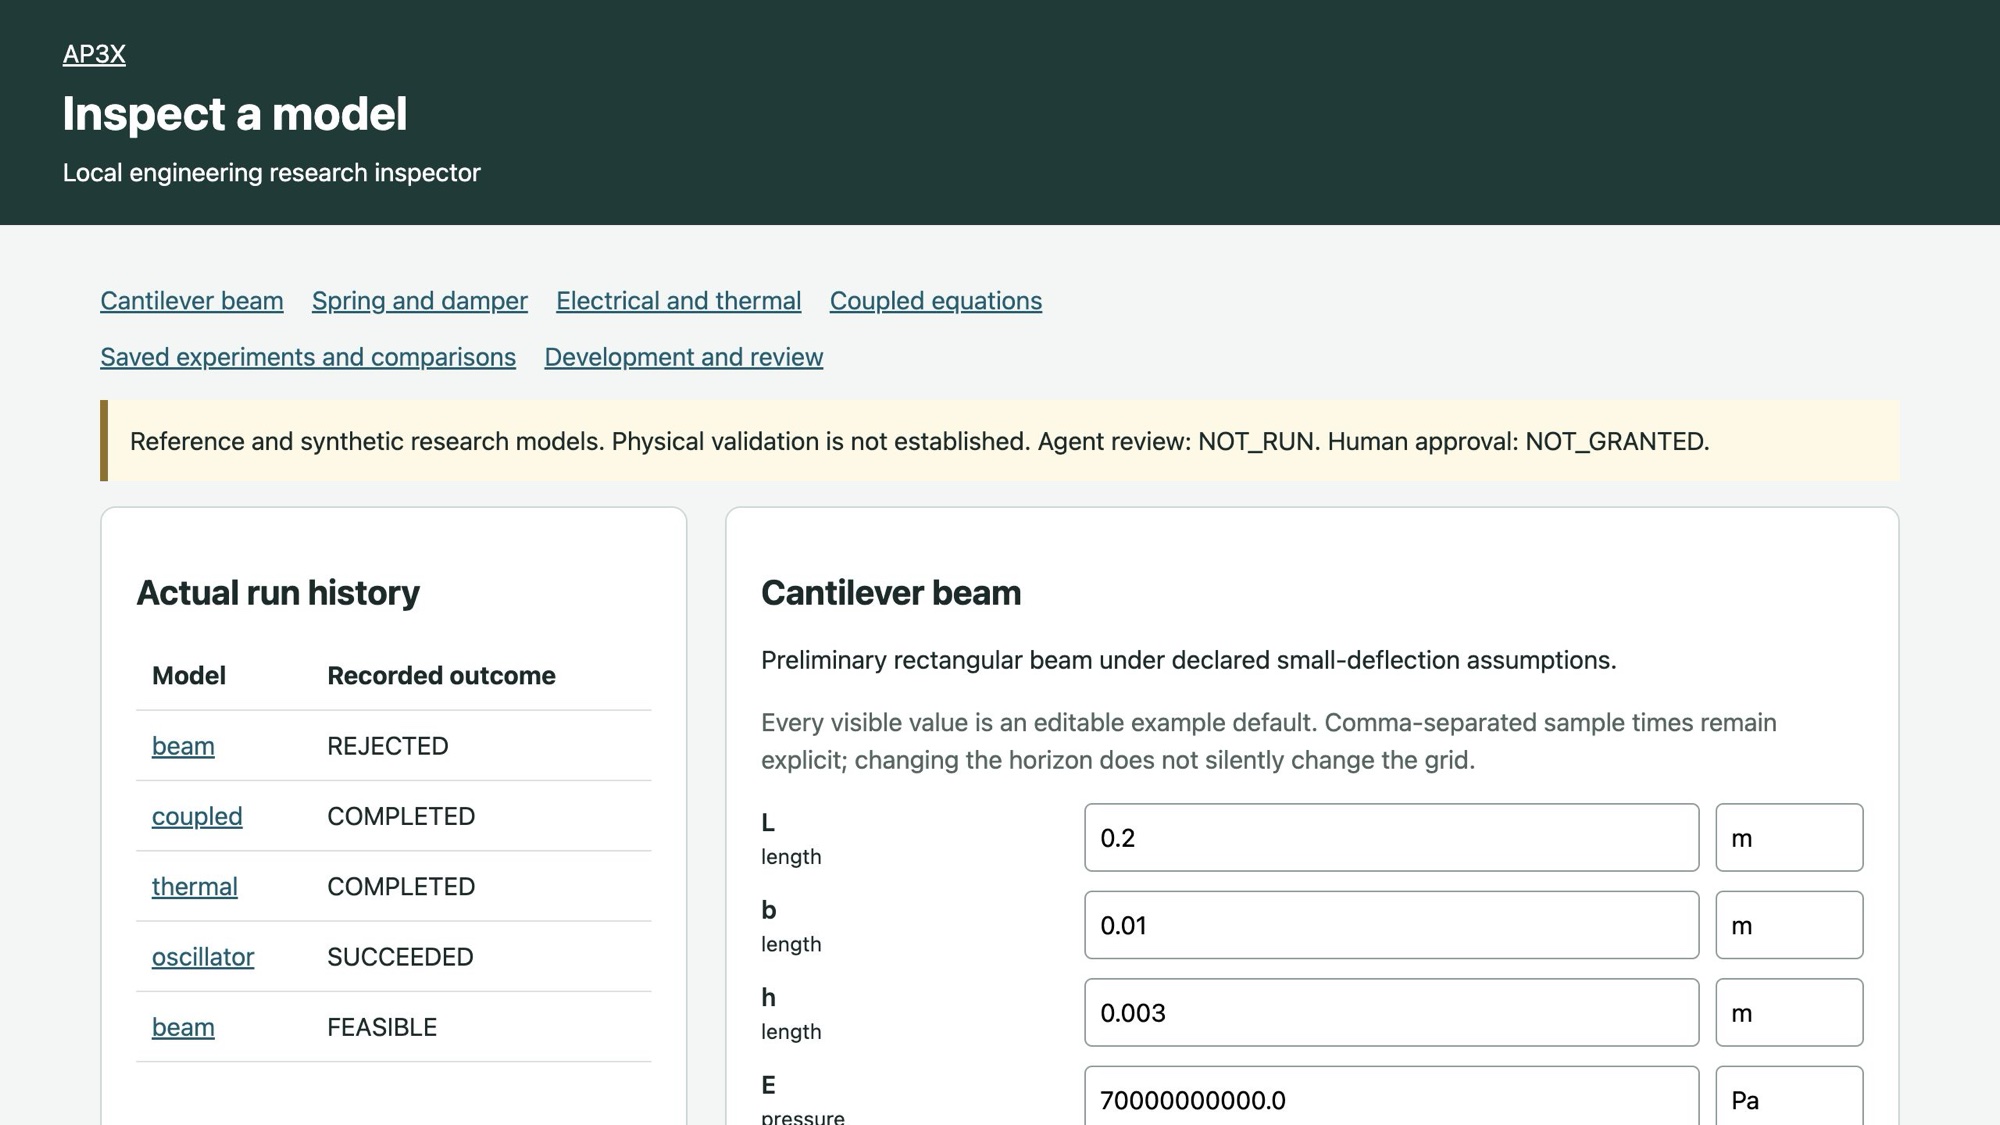 AP3X
Inspect a model
Local engineering research inspector
Cantilever beam Spring and damper Electrical and thermal Coupled equations
Saved experiments and comparisons Development and review
Reference and synthetic research models. Physical validation is not established. Agent review: NOT_RUN. Human approval: NOT_GRANTED.
Actual run history
Model Recorded outcome
beam REJECTED
coupled COMPLETED
thermal COMPLETED
oscillator SUCCEEDED
beam FEASIBLE
Cantilever beam
Preliminary rectangular beam under declared small-deflection assumptions.
Every visible value is an editable example default. Comma-separated sample times remain
explicit; changing the horizon does not silently change the grid.
L
length
0.2 m
b
length
0.01 m
h
length
0.003 m
E
pressure
70000000000.0 Pa